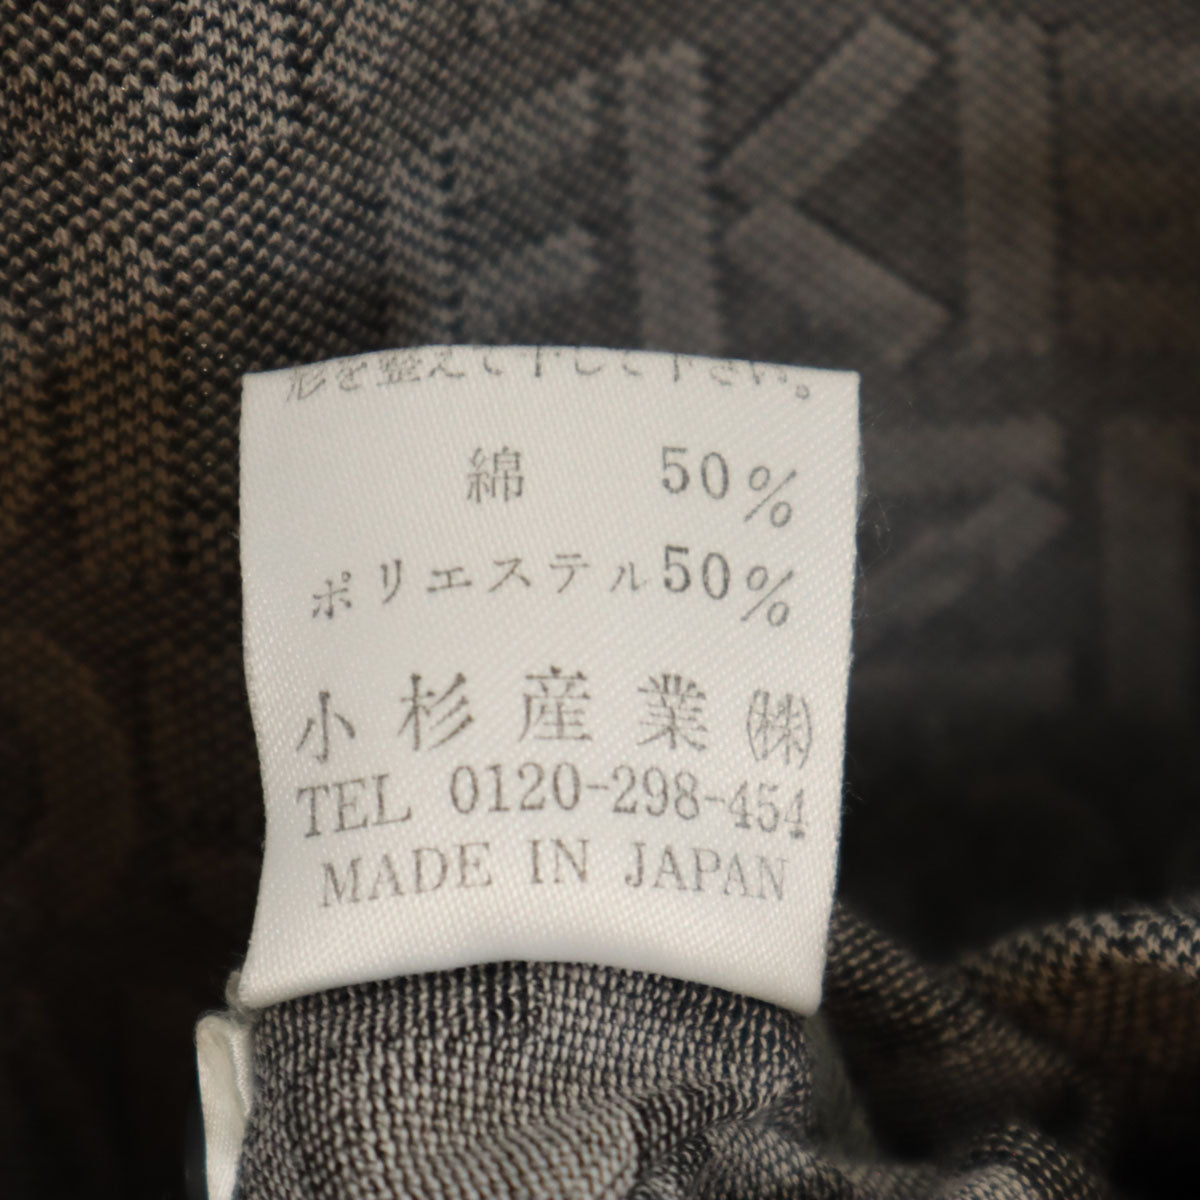 形を整えて干して下さい。
綿 50%
ポリエステル50%
小杉産業㈱
TEL 0120-298-454
MADE IN JAPAN